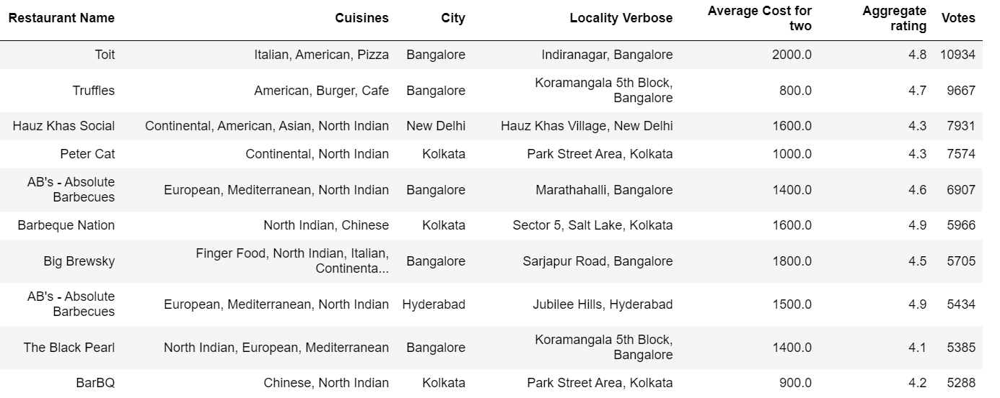 Restaurant Name Cuisines City Locality Verbose Average Cost for two Aggregate rating Votes
Toit Italian, American, Pizza Bangalore Indiranagar, Bangalore 2000.0 4.8 10934
Truffles American, Burger, Cafe Bangalore Koramangala 5th Block, Bangalore 800.0 4.7 9667
Hauz Khas Social Continental, American, Asian, North Indian New Delhi Hauz Khas Village, New Delhi 1600.0 4.3 7931
Peter Cat Continental, North Indian Kolkata Park Street Area, Kolkata 1000.0 4.3 7574
AB's - Absolute Barbecues European, Mediterranean, North Indian Bangalore Marathahalli, Bangalore 1400.0 4.6 6907
Barbeque Nation North Indian, Chinese Kolkata Sector 5, Salt Lake, Kolkata 1600.0 4.9 5966
Big Brewsky Finger Food, North Indian, Italian, Continenta... Bangalore Sarjapur Road, Bangalore 1800.0 4.5 5705
AB's - Absolute Barbecues European, Mediterranean, North Indian Hyderabad Jubilee Hills, Hyderabad 1500.0 4.9 5434
The Black Pearl North Indian, European, Mediterranean Bangalore Koramangala 5th Block, Bangalore 1400.0 4.1 5385
BarBQ Chinese, North Indian Kolkata Park Street Area, Kolkata 900.0 4.2 5288